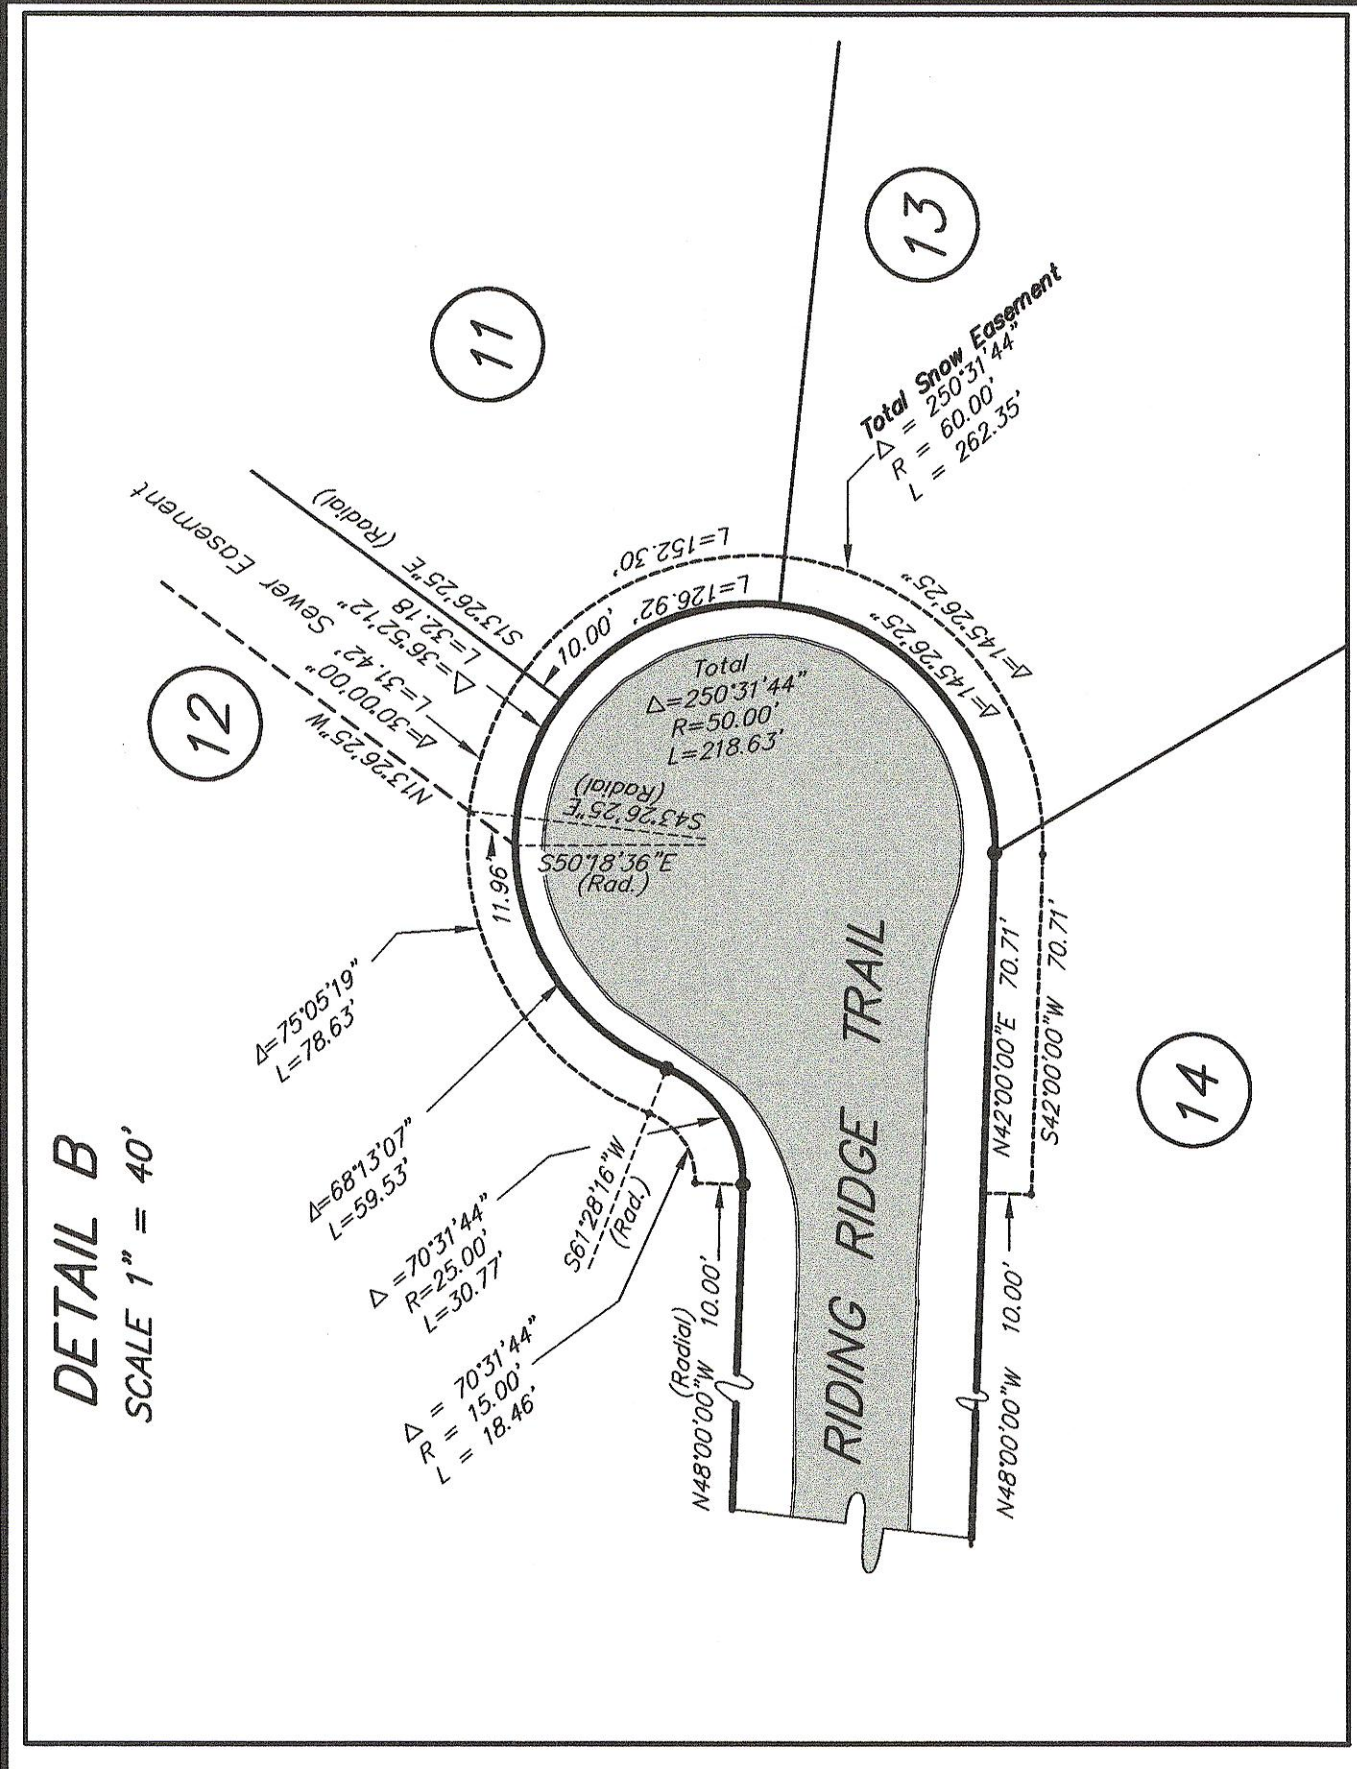 DETAIL B
SCALE 1" = 40'
11
12
13
14
Sewer Easement
S13°26'25"E (Radial)
Δ=36°52'12"
L=32.18
Δ=30°00'00"
L=31.42'
N13°26'25"W
10.00'
L=152.30'
L=126.92'
Total Snow Easement
Δ = 250°31'44"
R = 60.00'
L = 262.35'
Total
Δ=250°31'44"
R=50.00'
L=218.63'
Δ=145°26'25"
Δ=145°26'25"
S43°26'25"E
(Radial)
S50°18'36"E
(Rad.)
11.96'
Δ=75°05'19"
L=78.63'
Δ=68°13'07"
L=59.53'
Δ =70°31'44"
R=25.00'
L=30.77'
S61°28'16"W
(Rad.)
Δ = 70°31'44"
R = 15.00'
L = 18.46'
(Radial)
N48°00'00"W 10.00'
RIDING RIDGE TRAIL
N42°00'00"E 70.71'
S42°00'00"W 70.71'
N48°00'00"W 10.00'